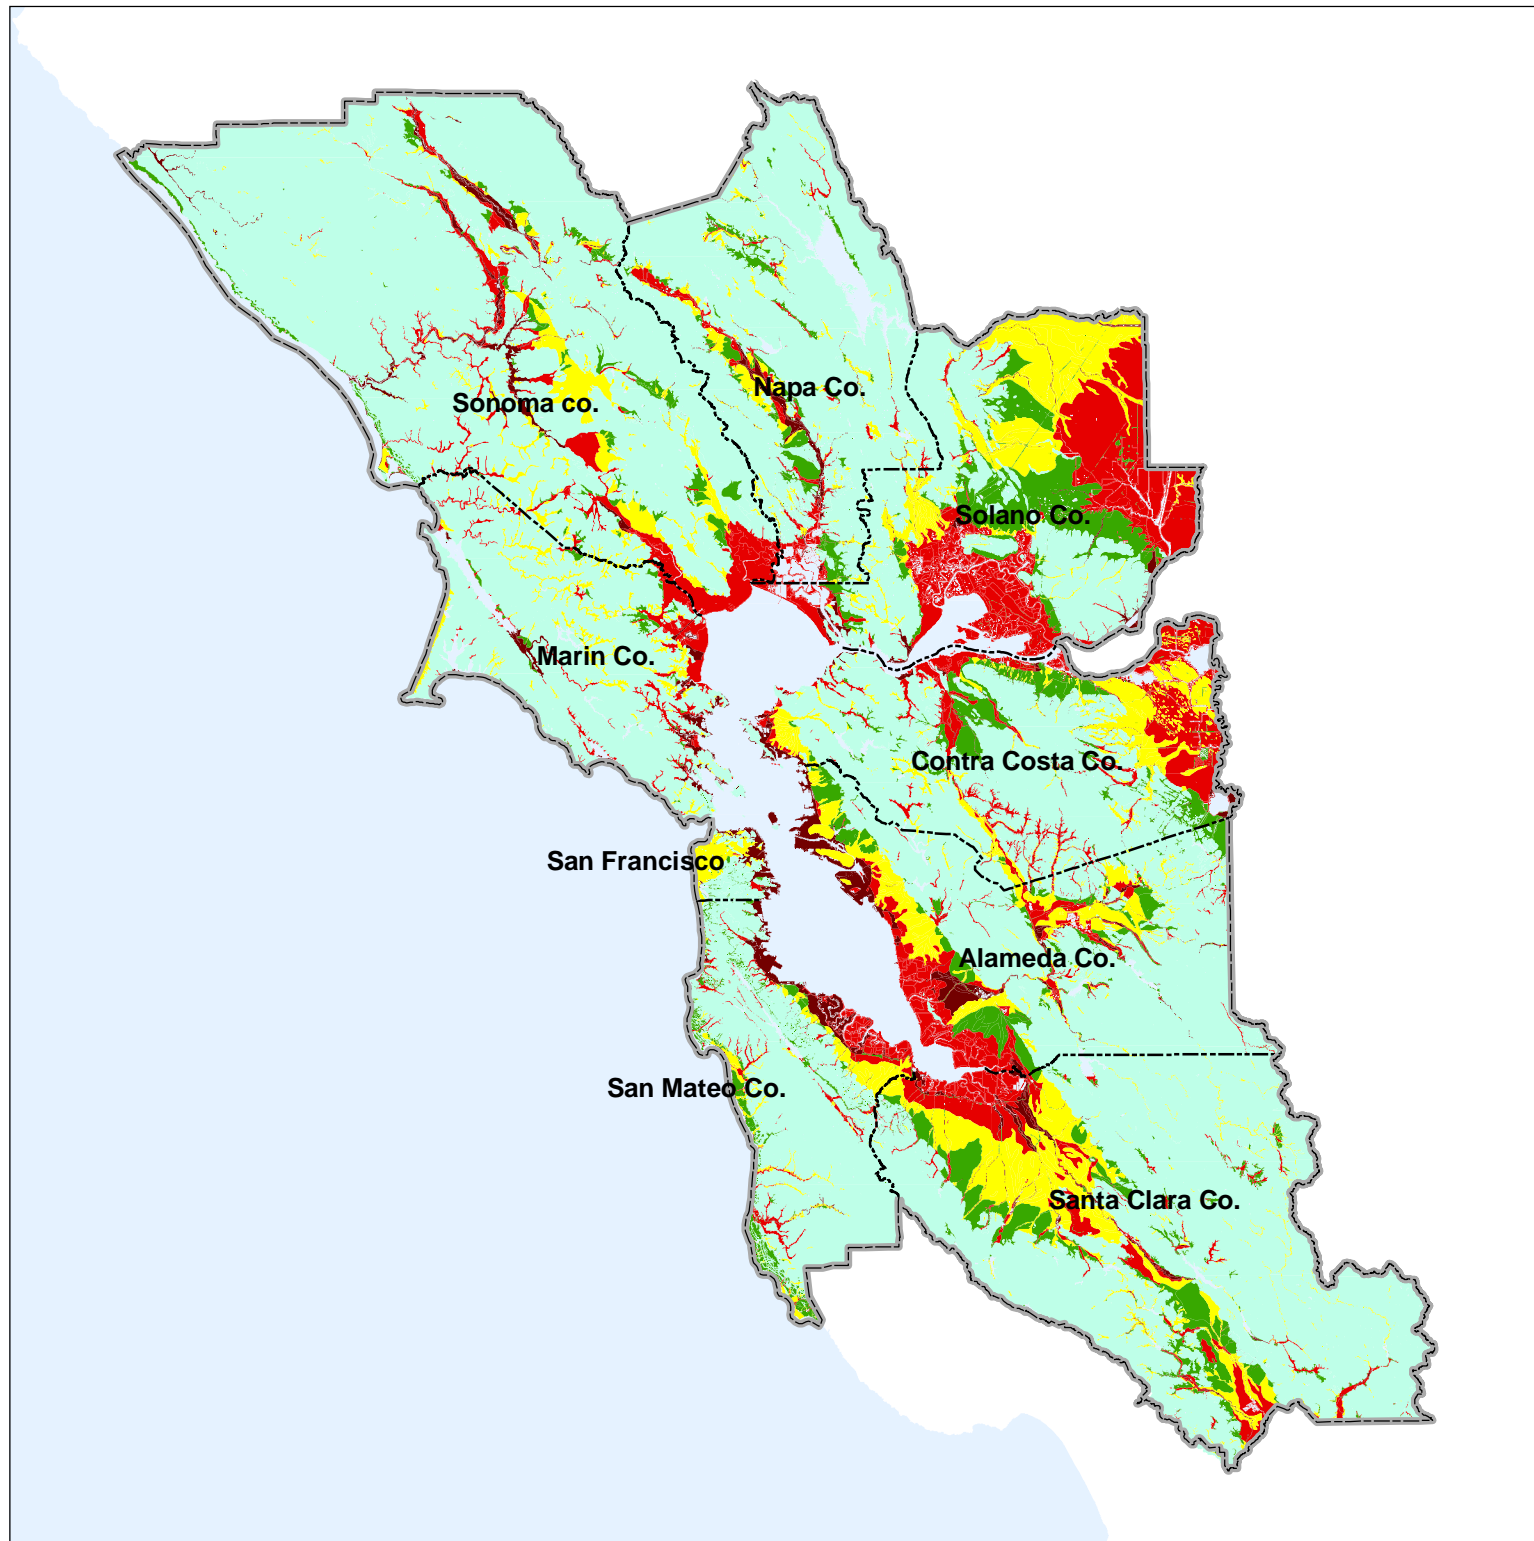 Napa Co.
Sonoma co.
Solano Co.
Marin Co.
Contra Costa Co.
San Francisco
Alameda Co.
San Mateo Co.
Santa Clara Co.